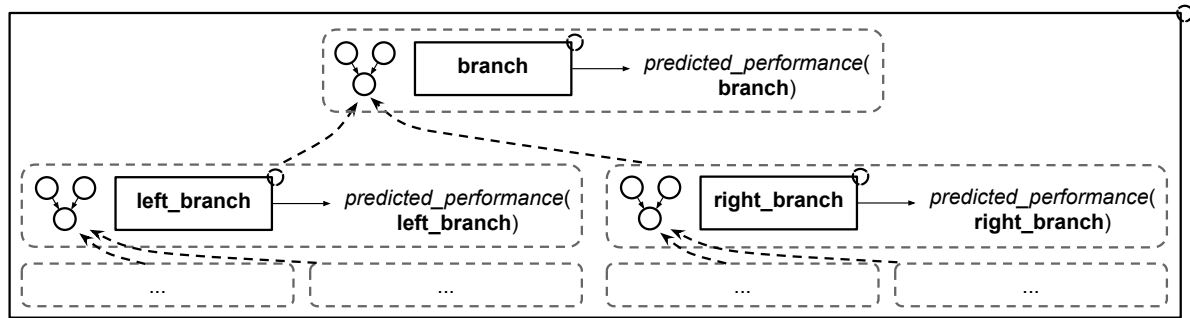 branch
predicted_performance(
branch)
left_branch
predicted_performance(
left_branch)
right_branch
predicted_performance(
right_branch)
...
...
...
...